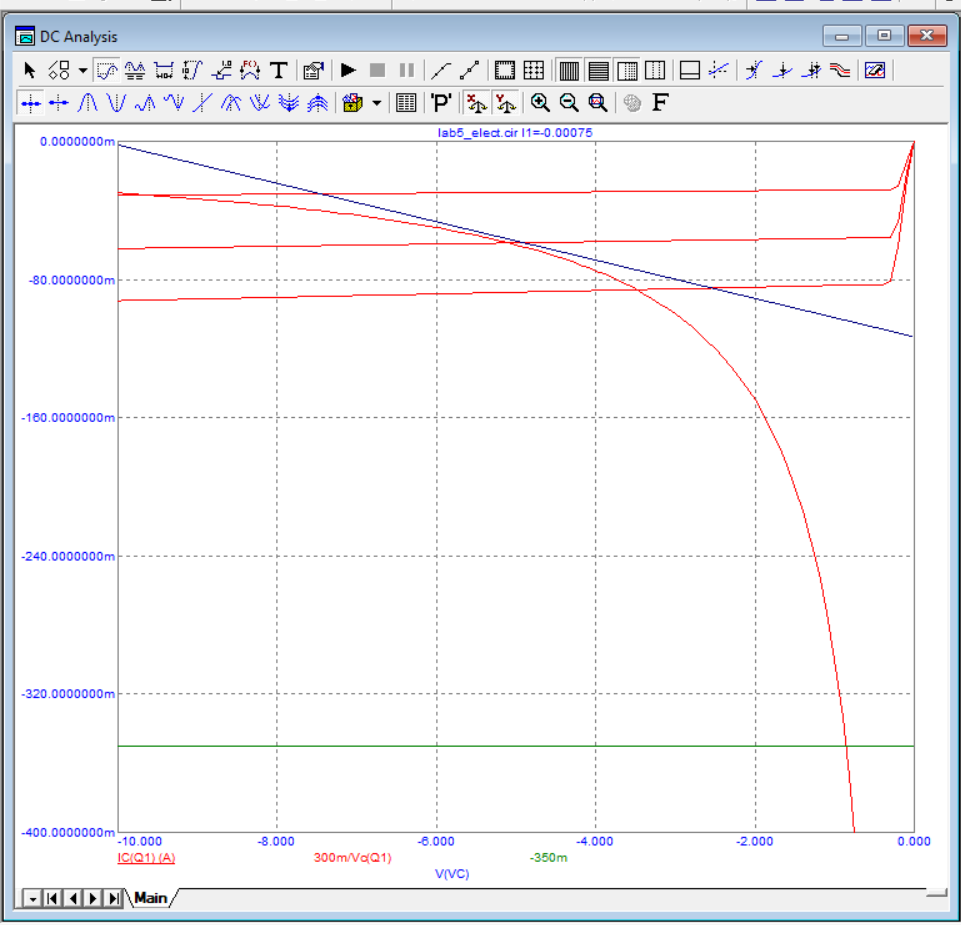 DC Analysis
T
'P' X Y F
lab5_elect.cir I1=-0.00075
0.0000000m
-80.0000000m
-160.0000000m
-240.0000000m
-320.0000000m
-400.0000000m
-10.000 -8.000 -6.000 -4.000 -2.000 0.000
IC(Q1) (A) 300m/Vc(Q1) -350m
V(VC)
Main